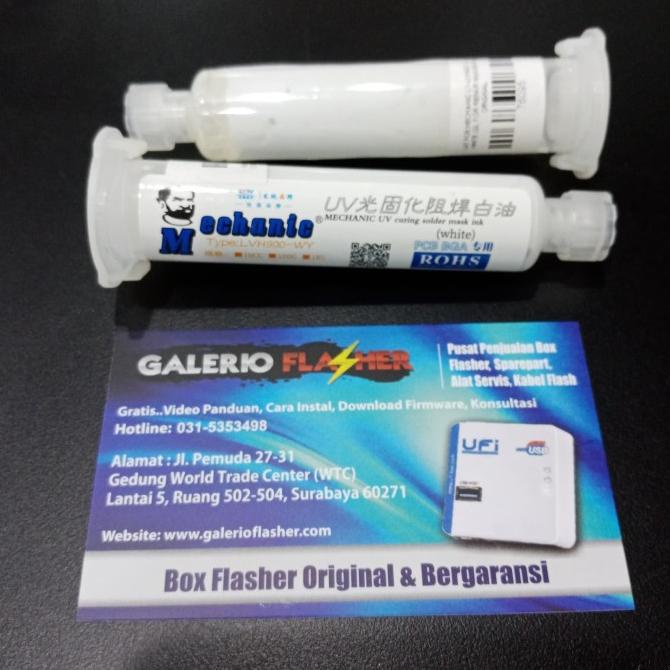 Mechanic®
Type:LVH900-WY
UV光固化阻焊白油
MECHANIC UV curing solder mask ink
(white)
PCB BGA 专用
ROHS
GALERIO FLASHER
Pusat Penjualan Box
Flasher, Sparepart,
Alat Servis, Kabel Flash
Gratis..Video Panduan, Cara Instal, Download Firmware, Konsultasi
Hotline: 031-5353498
Alamat : Jl. Pemuda 27-31
Gedung World Trade Center (WTC)
Lantai 5, Ruang 502-504, Surabaya 60271
UFi
USB
Website: www.galerioflasher.com
Box Flasher Original & Bergaransi